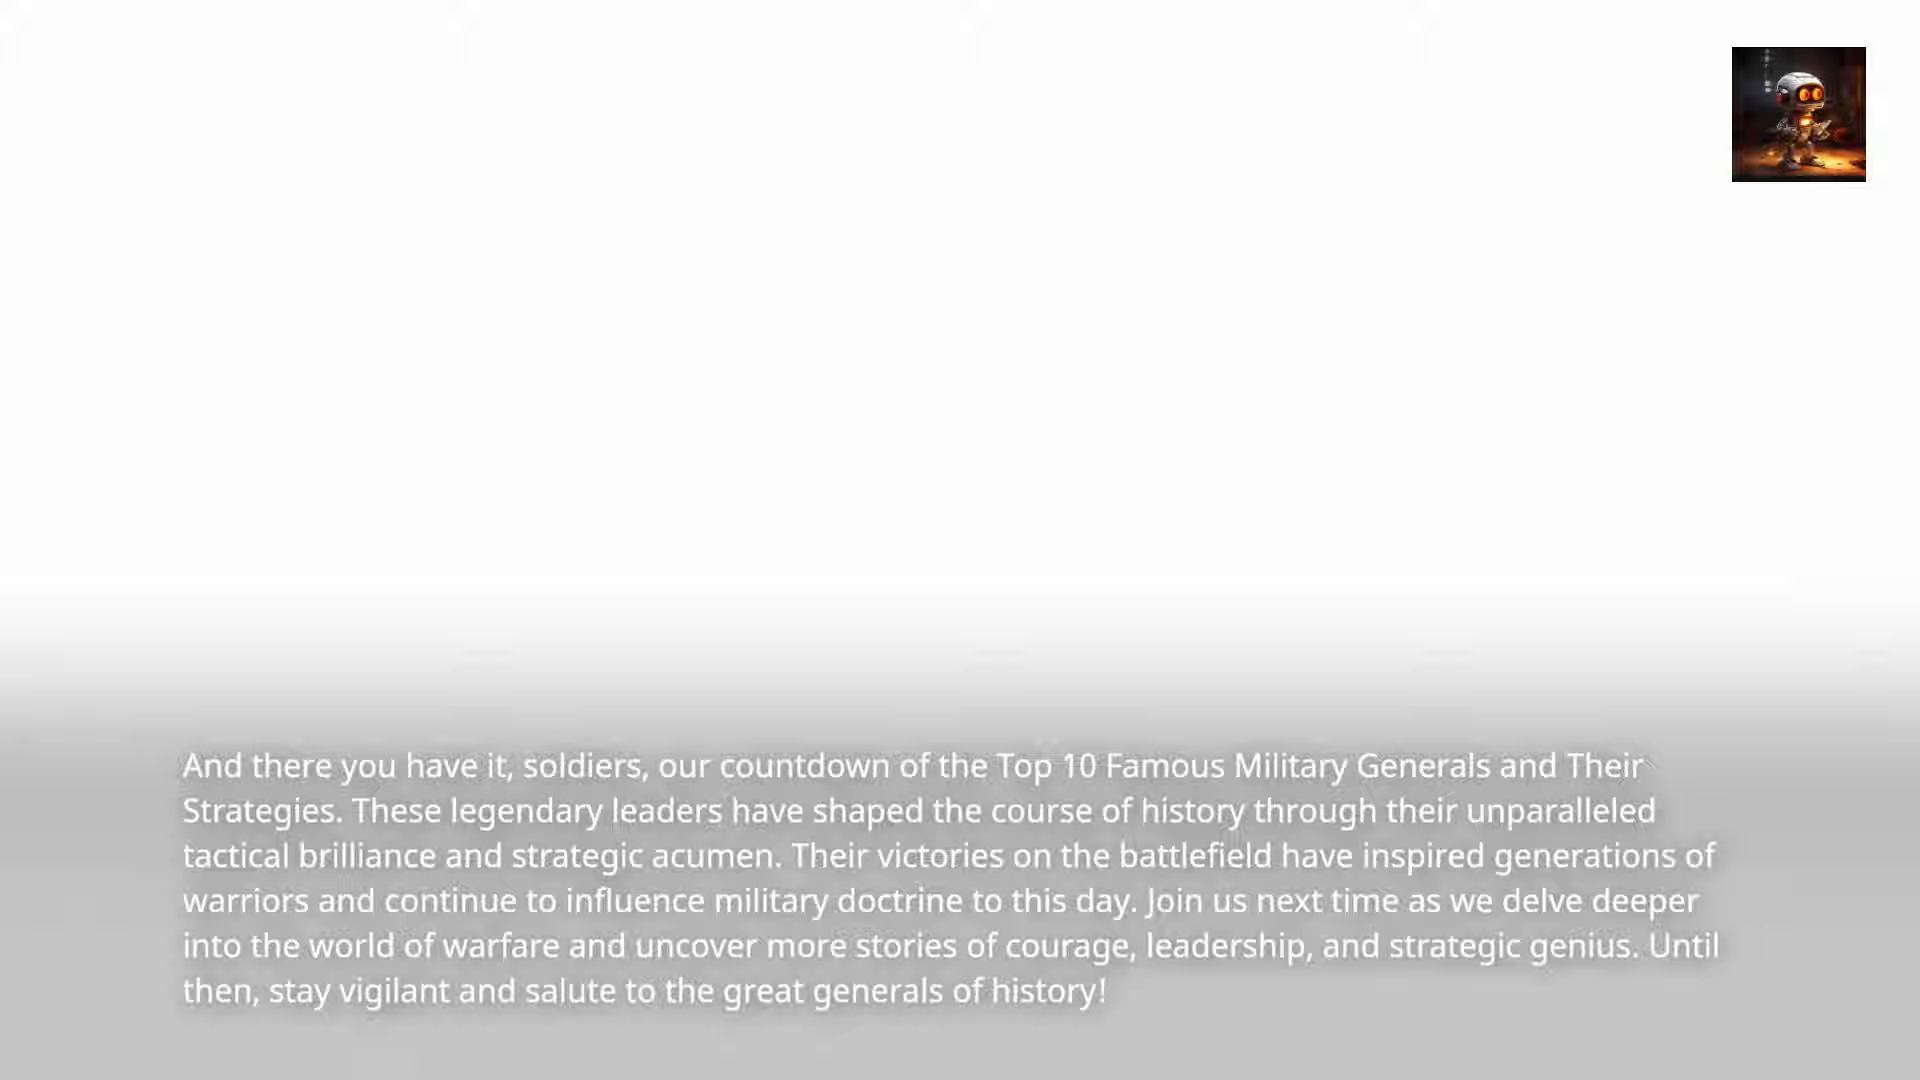 And there you have it, soldiers, our countdown of the Top 10 Famous Military Generals and Their
Strategies. These legendary leaders have shaped the course of history through their unparalleled
tactical brilliance and strategic acumen. Their victories on the battlefield have inspired generations of
warriors and continue to influence military doctrine to this day. Join us next time as we delve deeper
into the world of warfare and uncover more stories of courage, leadership, and strategic genius. Until
then, stay vigilant and salute to the great generals of history!